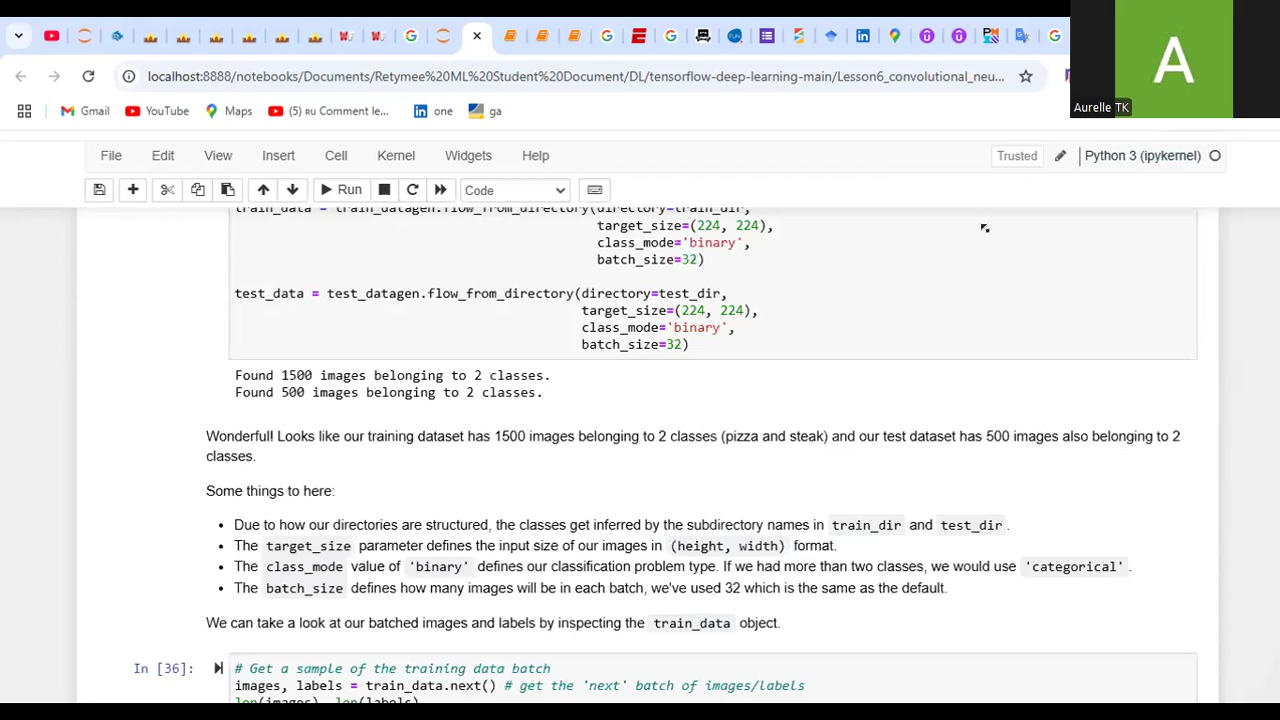 A
Aurelle TK
localhost:8888/notebooks/Documents/Retymee%20ML%20Student%20Document/DL/tensorflow-deep-learning-main/Lesson6_convolutional_neu...
Gmail YouTube Maps (5) ru Comment le... one ga
File Edit View Insert Cell Kernel Widgets Help Trusted Python 3 (ipykernel)
Run Code
train_data = train_datagen.flow_from_directory(directory=train_dir,
target_size=(224, 224),
class_mode='binary',
batch_size=32)
test_data = test_datagen.flow_from_directory(directory=test_dir,
target_size=(224, 224),
class_mode='binary',
batch_size=32)
Found 1500 images belonging to 2 classes.
Found 500 images belonging to 2 classes.
Wonderful! Looks like our training dataset has 1500 images belonging to 2 classes (pizza and steak) and our test dataset has 500 images also belonging to 2
classes.
Some things to here:
• Due to how our directories are structured, the classes get inferred by the subdirectory names in train_dir and test_dir .
• The target_size parameter defines the input size of our images in (height, width) format.
• The class_mode value of 'binary' defines our classification problem type. If we had more than two classes, we would use 'categorical' .
• The batch_size defines how many images will be in each batch, we've used 32 which is the same as the default.
We can take a look at our batched images and labels by inspecting the train_data object.
In [36]: # Get a sample of the training data batch
images, labels = train_data.next() # get the 'next' batch of images/labels
len(images), len(labels)